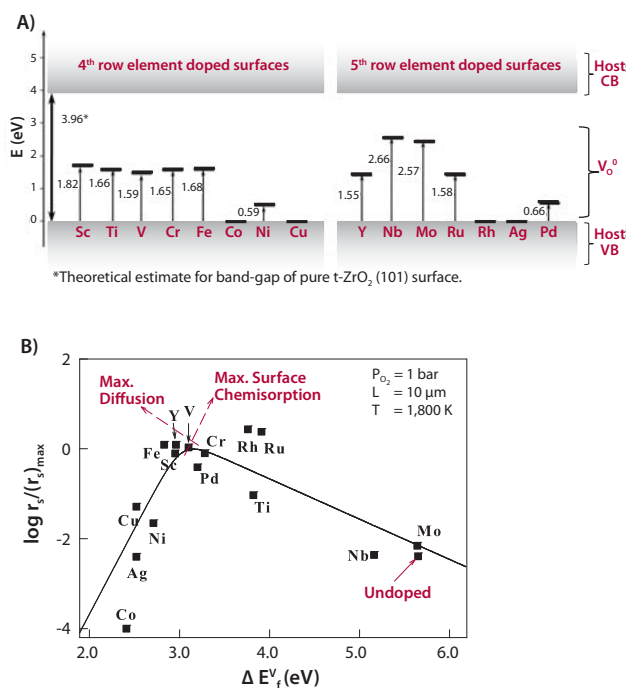 A)
4th row element doped surfaces
5th row element doped surfaces
Host CB
E (eV)
5
4
3
2
1
0
3.96*
1.82
1.66
1.59
1.65
1.68
0.59
1.55
2.66
2.57
1.58
0.66
VO0
Sc Ti V Cr Fe Co Ni Cu
Y Nb Mo Ru Rh Ag Pd
Host VB
*Theoretical estimate for band-gap of pure t-ZrO2 (101) surface.
B)
log rs/(rs)max
2
0
-2
-4
Max. Diffusion
Max. Surface Chemisorption
PO2 = 1 bar
L = 10 μm
T = 1,800 K
Y
V
Fe
Sc
Cr
Pd
Rh
Ru
Ti
Cu
Ni
Ag
Co
Nb
Mo
Undoped
2.0 3.0 4.0 5.0 6.0
Δ EVf (eV)